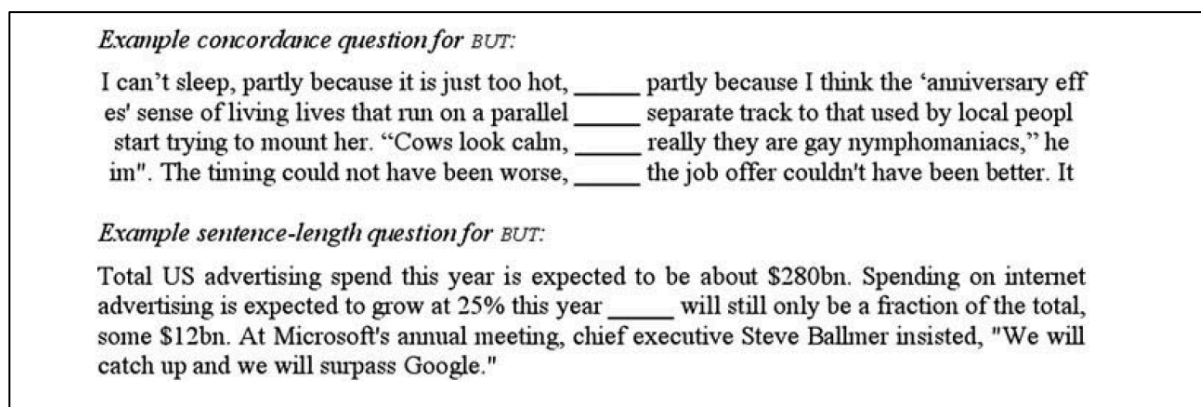 Example concordance question for BUT:
I can't sleep, partly because it is just too hot, _____ partly because I think the ‘anniversary eff
es' sense of living lives that run on a parallel _____ separate track to that used by local peopl
start trying to mount her. “Cows look calm, _____ really they are gay nymphomaniacs,” he
im". The timing could not have been worse, _____ the job offer couldn't have been better. It
Example sentence-length question for BUT:
Total US advertising spend this year is expected to be about $280bn. Spending on internet
advertising is expected to grow at 25% this year _____ will still only be a fraction of the total,
some $12bn. At Microsoft's annual meeting, chief executive Steve Ballmer insisted, "We will
catch up and we will surpass Google."